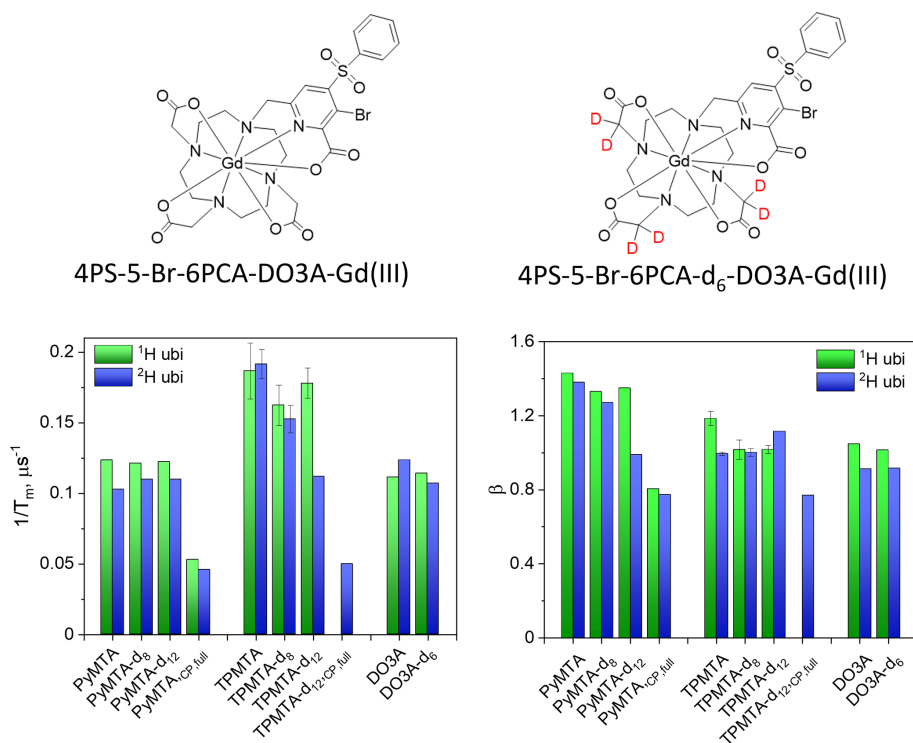 O
S
O
Br
N
N
O
O
N
Gd
O
N
N
O
O
O
O
O
4PS-5-Br-6PCA-DO3A-Gd(III)
O
S
O
Br
N
N
O
O
D
D
N
Gd
O
N
N
O
O
D
D
O
O
D
D
O
4PS-5-Br-6PCA-d₆-DO3A-Gd(III)
1/Tₘ, μs⁻¹
0.2
0.15
0.1
0.05
0
¹H ubi
²H ubi
PyMTA
PyMTA-d₈
PyMTA-d₁₂
PyMTA,CP,full
TPMTA
TPMTA-d₈
TPMTA-d₁₂
TPMTA-d₁₂,CP,full
DO3A
DO3A-d₆
β
1.6
1.2
0.8
0.4
0
¹H ubi
²H ubi
PyMTA
PyMTA-d₈
PyMTA-d₁₂
PyMTA,CP,full
TPMTA
TPMTA-d₈
TPMTA-d₁₂
TPMTA-d₁₂,CP,full
DO3A
DO3A-d₆